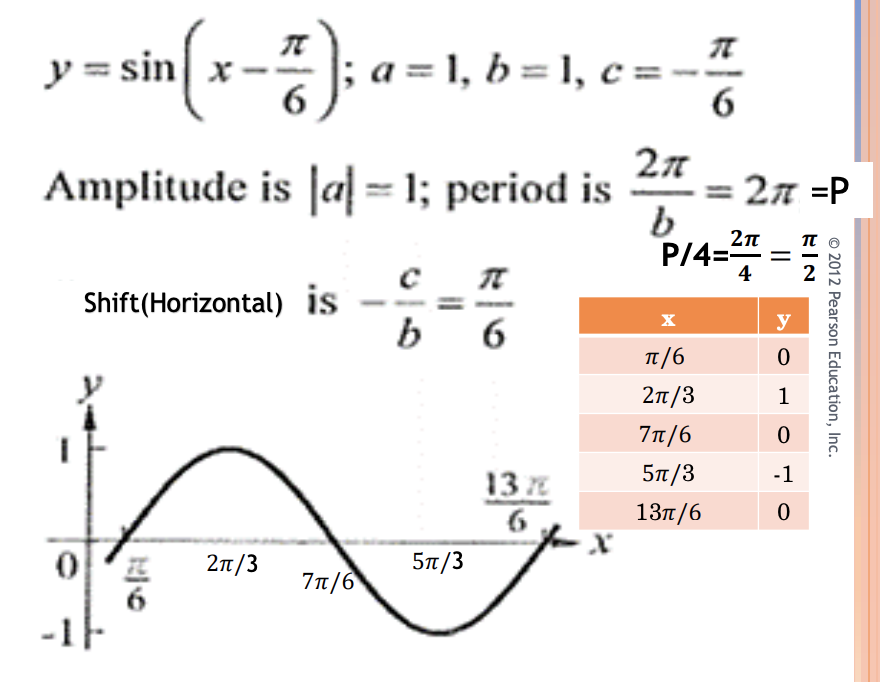 y = sin(x − π/6); a = 1, b = 1, c = − π/6
Amplitude is |a| = 1; period is 2π/b = 2π =P
P/4=2π/4 = π/2
Shift(Horizontal) is − c/b = π/6
x y
π/6 0
2π/3 1
7π/6 0
5π/3 -1
13π/6 0
© 2012 Pearson Education, Inc.
y
1
13π/6
x
0
π/6
2π/3
7π/6
5π/3
-1